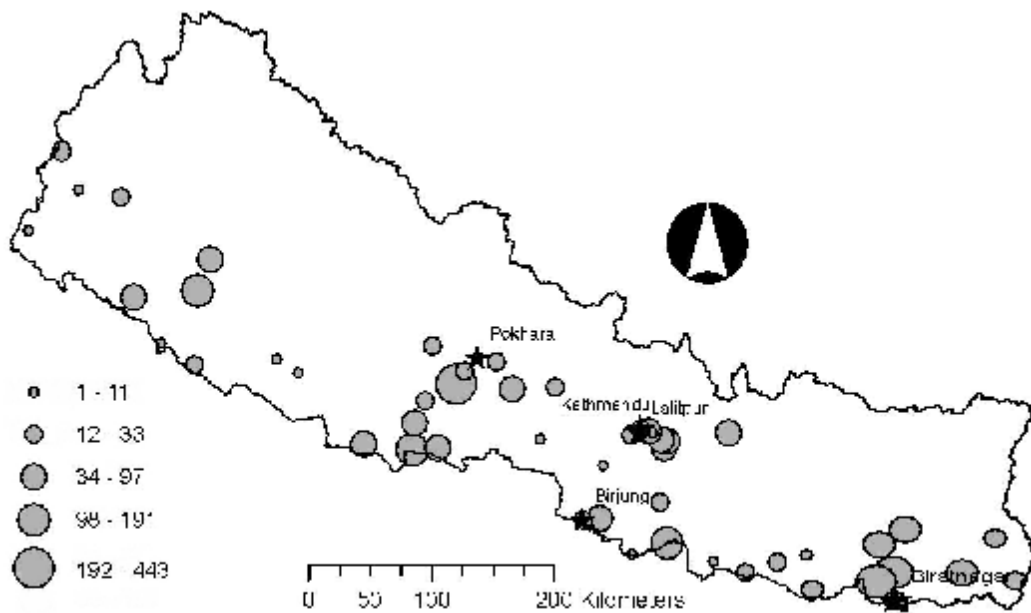 Pokhara
Kathmandu
Lalitpur
Birjung
Biratnagar
1 - 11
12 - 33
34 - 97
98 - 191
192 - 443
0 50 100 200 Kilometers